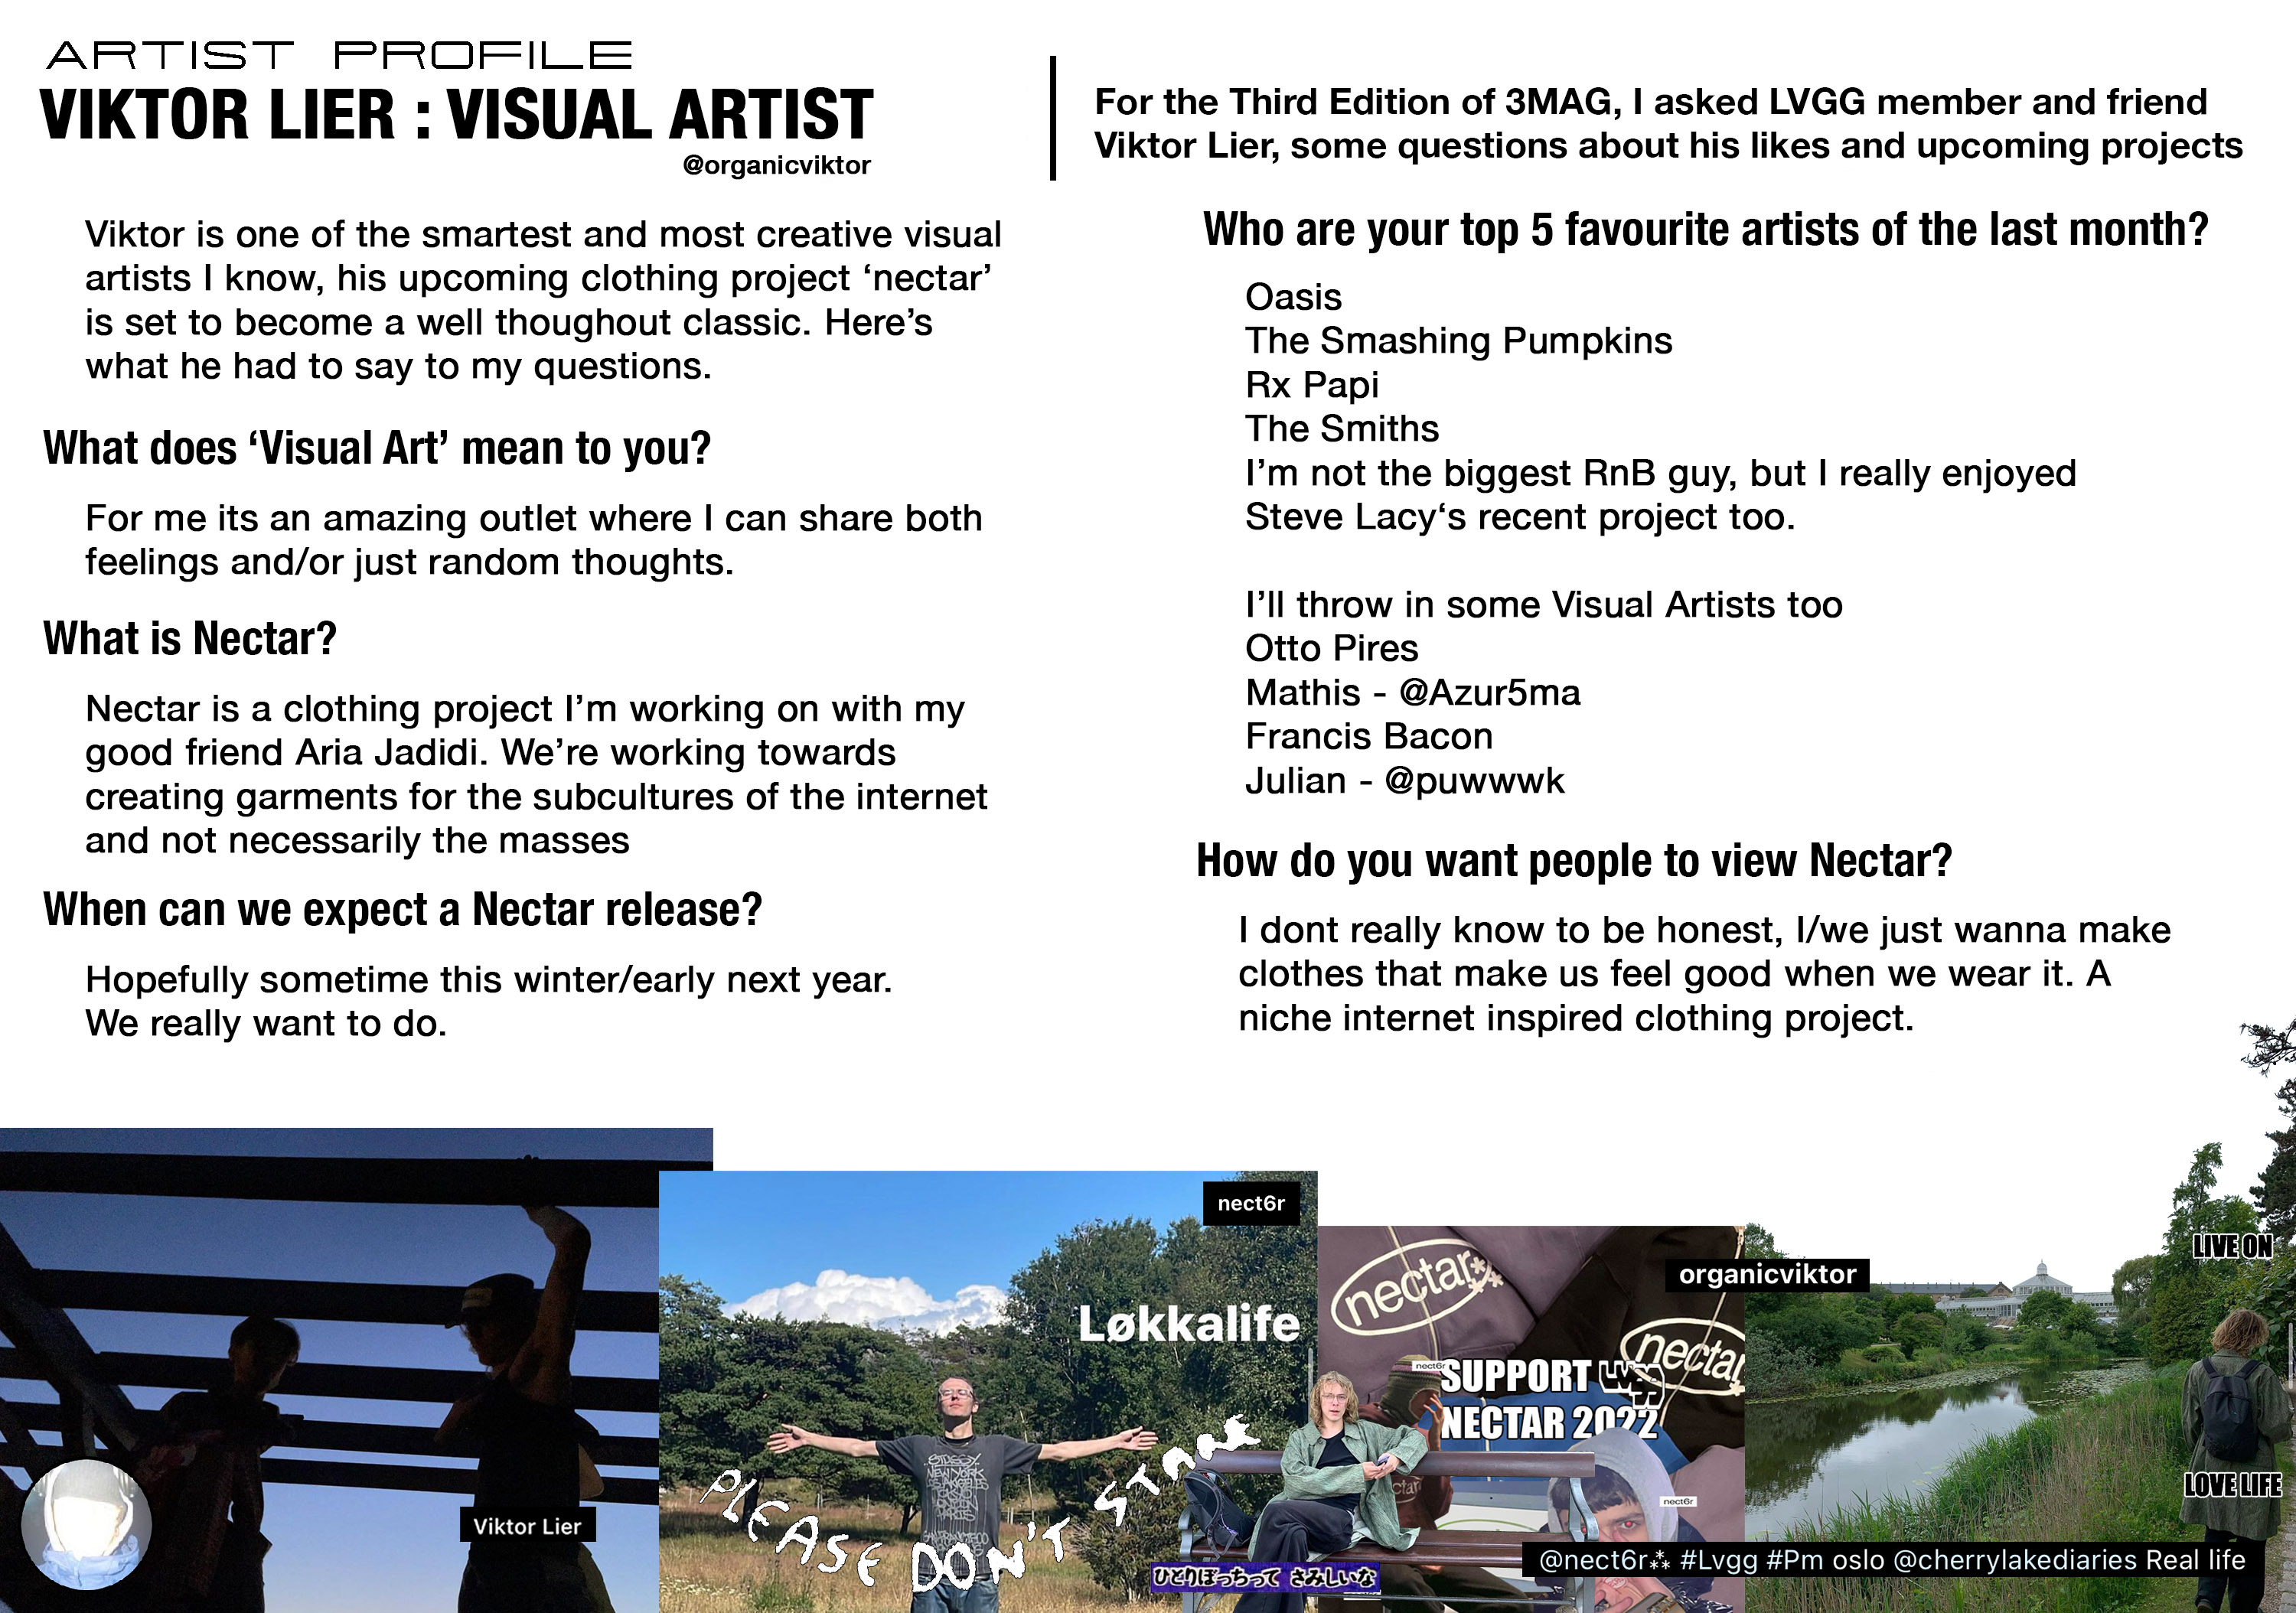 ARTIST PROFILE
VIKTOR LIER : VISUAL ARTIST
@organicviktor
For the Third Edition of 3MAG, I asked LVGG member and friend
Viktor Lier, some questions about his likes and upcoming projects
Viktor is one of the smartest and most creative visual
artists I know, his upcoming clothing project ‘nectar’
is set to become a well thoughout classic. Here’s
what he had to say to my questions.
What does ‘Visual Art’ mean to you?
For me its an amazing outlet where I can share both
feelings and/or just random thoughts.
What is Nectar?
Nectar is a clothing project I’m working on with my
good friend Aria Jadidi. We’re working towards
creating garments for the subcultures of the internet
and not necessarily the masses
When can we expect a Nectar release?
Hopefully sometime this winter/early next year.
We really want to do.
Who are your top 5 favourite artists of the last month?
Oasis
The Smashing Pumpkins
Rx Papi
The Smiths
I’m not the biggest RnB guy, but I really enjoyed
Steve Lacy‘s recent project too.
I’ll throw in some Visual Artists too
Otto Pires
Mathis - @Azur5ma
Francis Bacon
Julian - @puwwwk
How do you want people to view Nectar?
I dont really know to be honest, I/we just wanna make
clothes that make us feel good when we wear it. A
niche internet inspired clothing project.
Viktor Lier
nect6r
Løkkalife
NEW YORK
LOS ANGELES
PARIS
PLEASE DON'T STARE
ひとりぼっちって さみしいな
nectar
nectar
organicviktor
nect6r
SUPPORT
NECTAR 2022
nect6r
LIVE ON
LOVE LIFE
@nect6r⁂ #Lvgg #Pm oslo @cherrylakediaries Real life